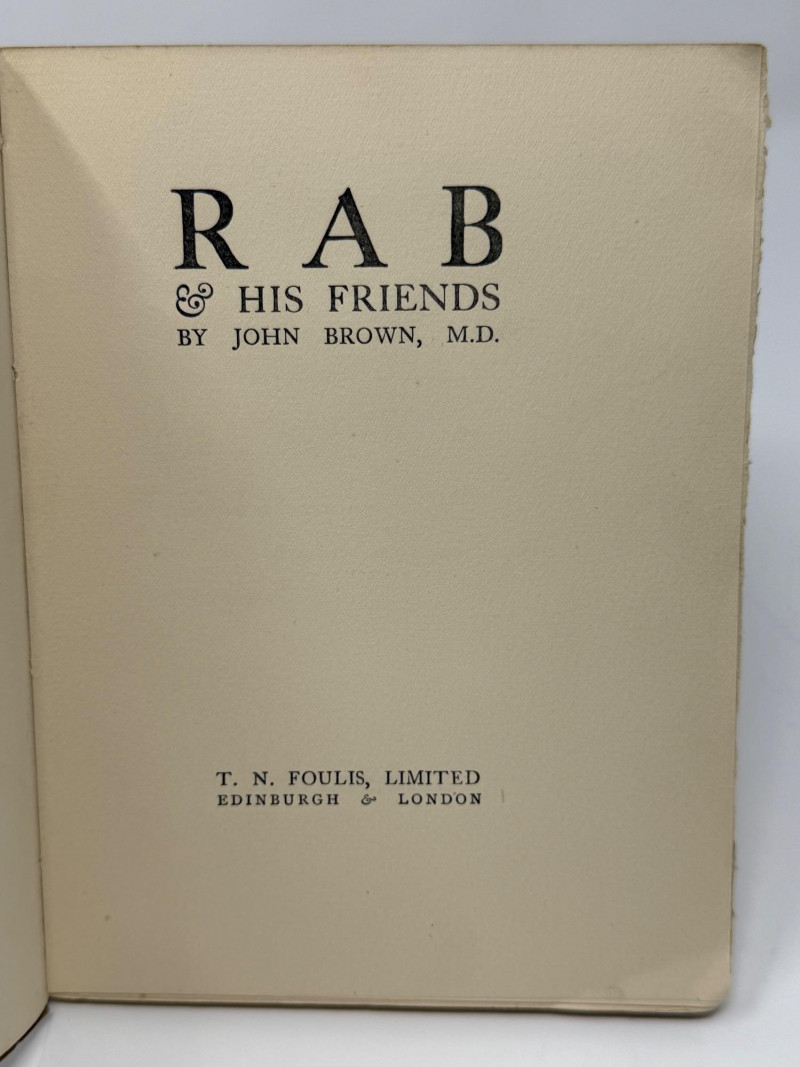 RAB
& HIS FRIENDS
BY JOHN BROWN, M.D.
T. N. FOULIS, LIMITED
EDINBURGH & LONDON